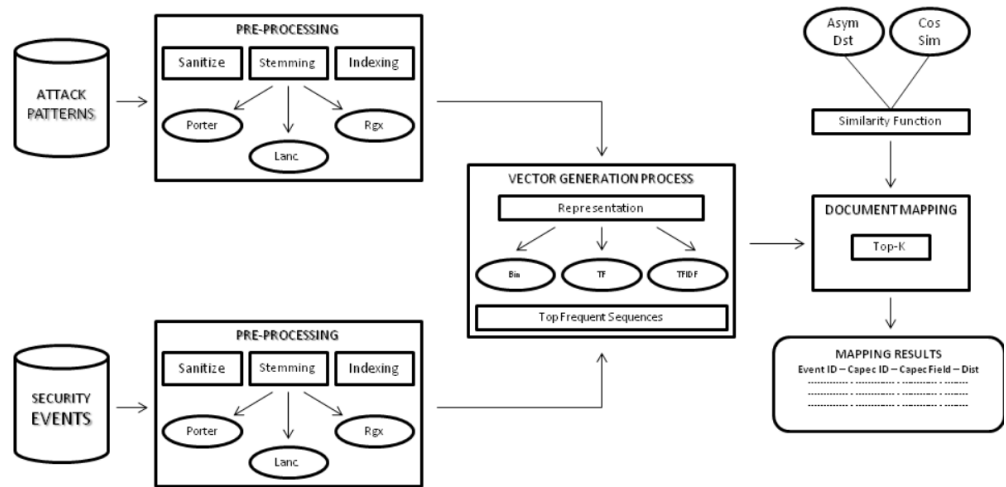 ATTACK
PATTERNS
PRE-PROCESSING
Sanitize
Stemming
Indexing
Porter
Lanc
Rgx
SECURITY
EVENTS
PRE-PROCESSING
Sanitize
Stemming
Indexing
Porter
Lanc
Rgx
VECTOR GENERATION PROCESS
Representation
Bin
TF
TFIDF
Top Frequent Sequences
Asym
Dst
Cos
Sim
Similarity Function
DOCUMENT MAPPING
Top-K
MAPPING RESULTS
Event ID – Capec ID – Capec Field – Dist